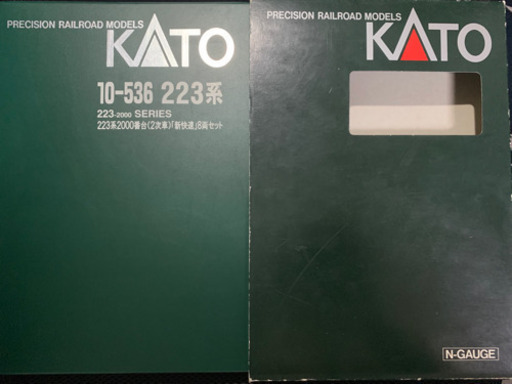 PRECISION RAILROAD MODELS
KATO
10-536 223系
223-2000 SERIES
223系2000番台〈2次車〉「新快速」8両セット
PRECISION RAILROAD MODELS
KATO
N-GAUGE